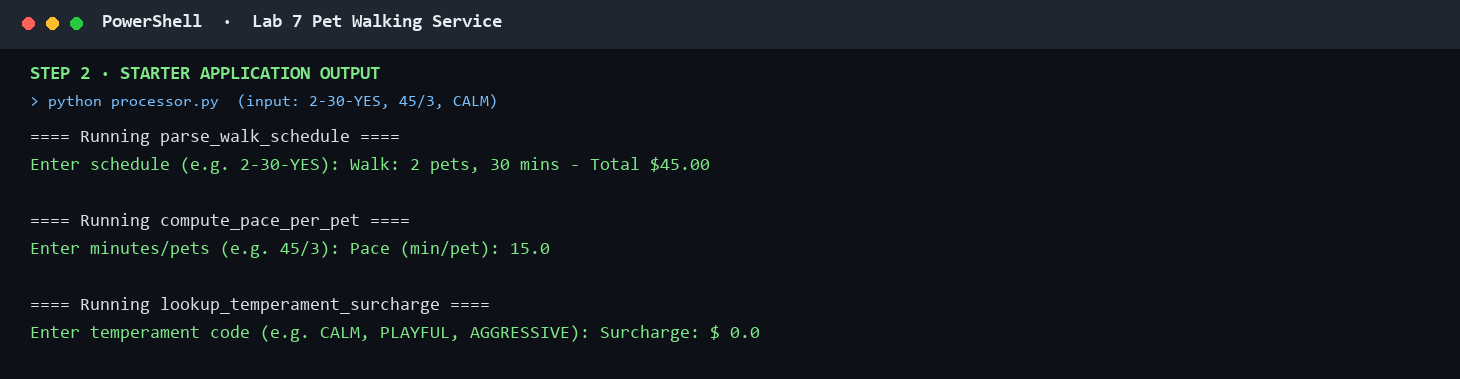 PowerShell · Lab 7 Pet Walking Service
STEP 2 · STARTER APPLICATION OUTPUT
> python processor.py  (input: 2-30-YES, 45/3, CALM)
==== Running parse_walk_schedule ====
Enter schedule (e.g. 2-30-YES): Walk: 2 pets, 30 mins - Total $45.00
==== Running compute_pace_per_pet ====
Enter minutes/pets (e.g. 45/3): Pace (min/pet): 15.0
==== Running lookup_temperament_surcharge ====
Enter temperament code (e.g. CALM, PLAYFUL, AGGRESSIVE): Surcharge: $ 0.0